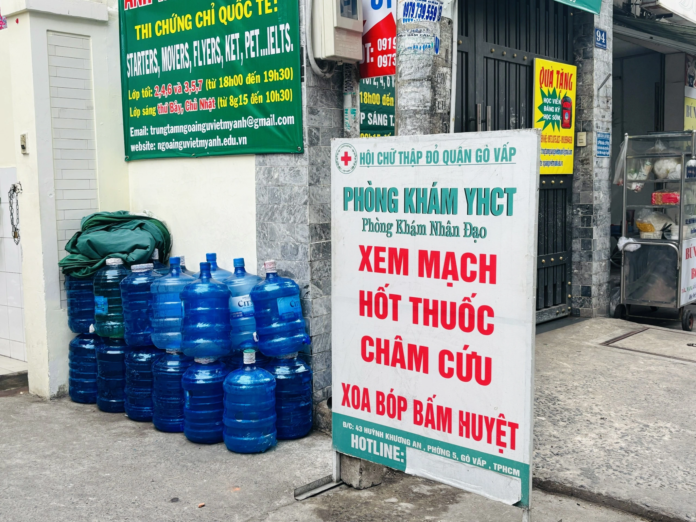 THI CHỨNG CHỈ QUỐC TẾ:
STARTERS, MOVERS, FLYERS, KET, PET...IELTS.
Lớp tối: 2,4,6 và 3,5,7 (từ 18h00 đến 19h30)
Lớp sáng Thứ Bảy, Chủ Nhật (từ 8g15 đến 10h30)
Email: trungtamngoainguvietmyanh@gmail.com
website: ngoainguvietmyanh.edu.vn
0919
0973
94
QUÀ TẶNG
HỘI CHỮ THẬP ĐỎ QUẬN GÒ VẤP
PHÒNG KHÁM YHCT
Phòng Khám Nhân Đạo
XEM MẠCH
HỐT THUỐC
CHÂM CỨU
XOA BÓP BẤM HUYỆT
Đ/C: 43 HUỲNH KHƯƠNG AN, PHƯỜNG 5, GÒ VẤP, TPHCM
HOTLINE: